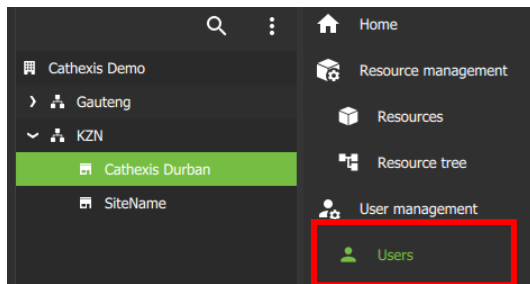 Cathexis Demo
Gauteng
KZN
Cathexis Durban
SiteName
Home
Resource management
Resources
Resource tree
User management
Users